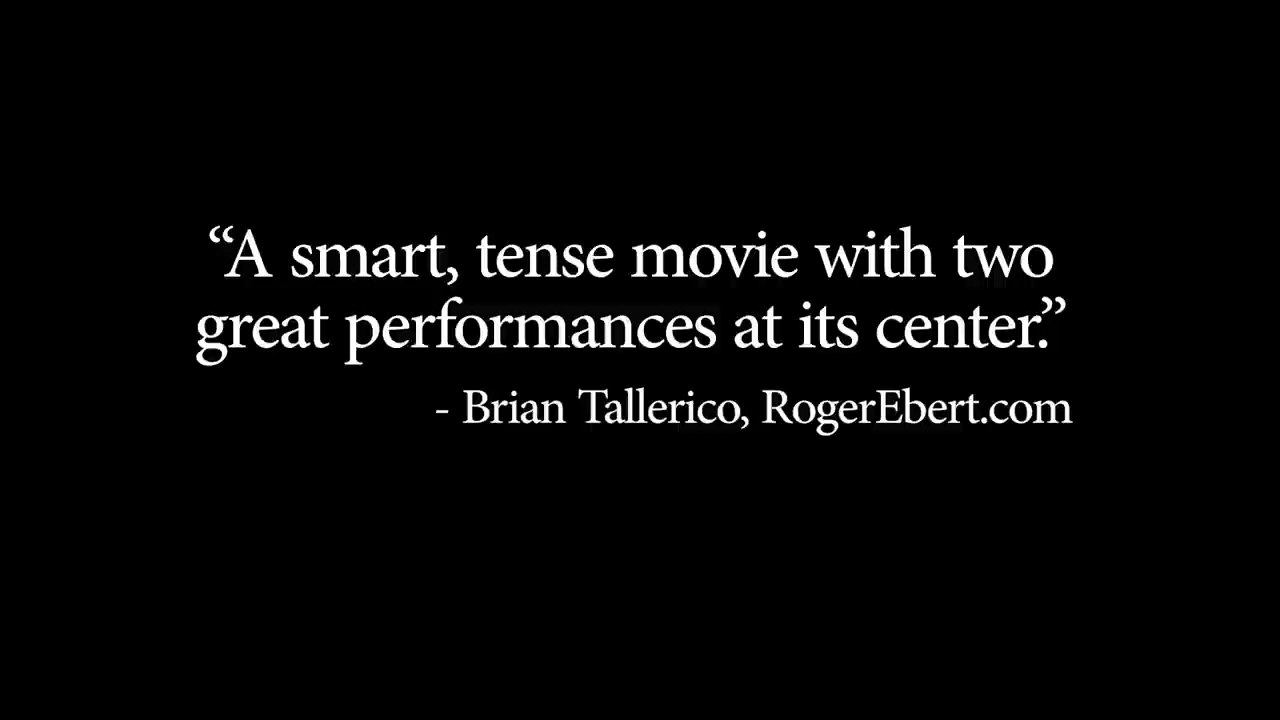 “A smart, tense movie with two
great performances at its center.”
- Brian Tallerico, RogerEbert.com